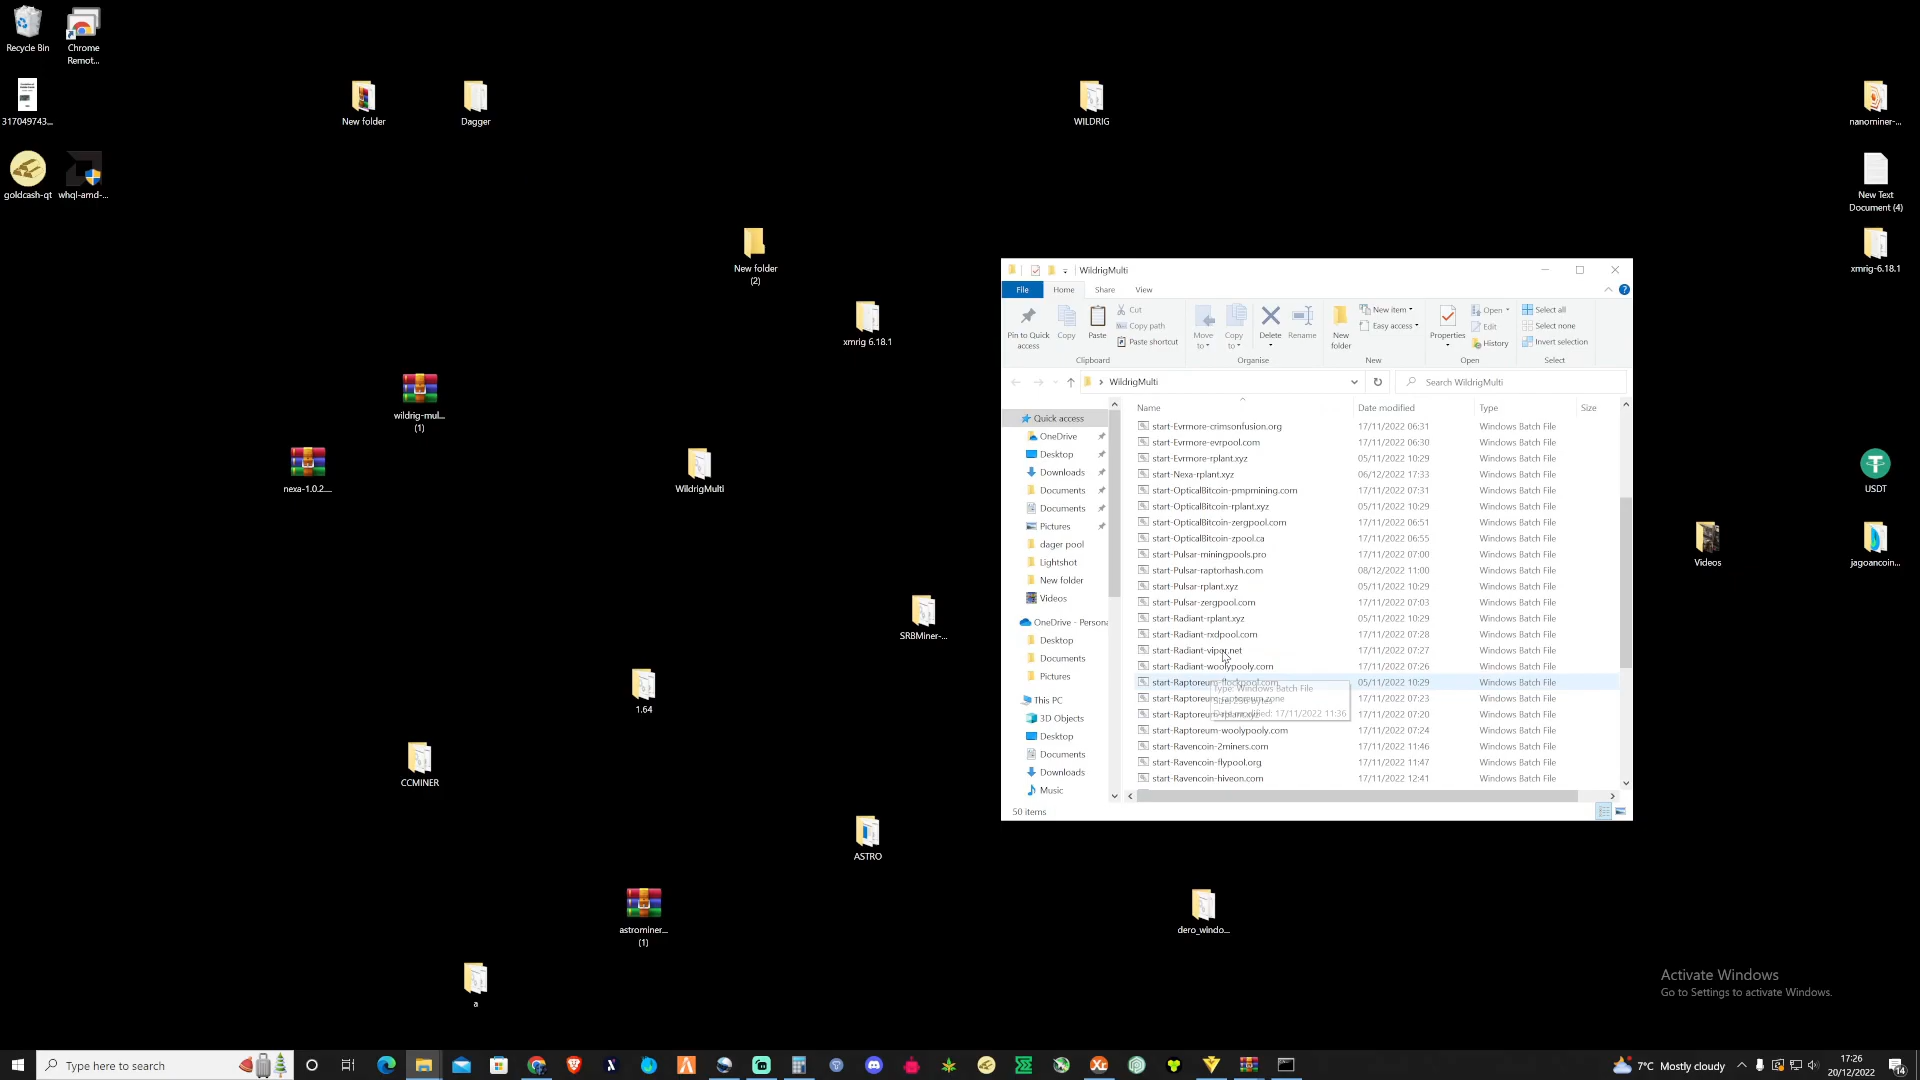 Recycle Bin
Chrome
Remot...
317049743...
goldcash-qt
whql-amd-...
New folder
Dagger
WILDRIG
nanominer-...
New Text
Document (4)
xmrig-6.18.1
New folder
(2)
xmrig 6.18.1
wildrig-mul...
(1)
nexa-1.0.2....
WildrigMulti
USDT
Videos
jagoancoin...
SRBMiner-...
1.64
CCMINER
ASTRO
astrominer...
(1)
dero_windo...
a
WildrigMulti
File
Home
Share
View
Pin to Quick
access
Copy
Paste
Cut
Copy path
Paste shortcut
Clipboard
Move
to
Copy
to
Delete
Rename
Organise
New
folder
New item
Easy access
New
Properties
Open
Edit
History
Open
Select all
Select none
Invert selection
Select
WildrigMulti
Search WildrigMulti
Quick access
OneDrive
Desktop
Downloads
Documents
Documents
Pictures
dager pool
Lightshot
New folder
Videos
OneDrive - Persona
Desktop
Documents
Pictures
This PC
3D Objects
Desktop
Documents
Downloads
Music
Name Date modified Type Size
start-Evrmore-crimsonfusion.org 17/11/2022 06:31 Windows Batch File
start-Evrmore-evrpool.com 17/11/2022 06:30 Windows Batch File
start-Evrmore-rplant.xyz 05/11/2022 10:29 Windows Batch File
start-Nexa-rplant.xyz 06/12/2022 17:33 Windows Batch File
start-OpticalBitcoin-pmpmining.com 17/11/2022 07:31 Windows Batch File
start-OpticalBitcoin-rplant.xyz 05/11/2022 10:29 Windows Batch File
start-OpticalBitcoin-zergpool.com 17/11/2022 06:51 Windows Batch File
start-OpticalBitcoin-zpool.ca 17/11/2022 06:55 Windows Batch File
start-Pulsar-miningpools.pro 17/11/2022 07:00 Windows Batch File
start-Pulsar-raptorhash.com 08/12/2022 11:00 Windows Batch File
start-Pulsar-rplant.xyz 05/11/2022 10:29 Windows Batch File
start-Pulsar-zergpool.com 17/11/2022 07:03 Windows Batch File
start-Radiant-rplant.xyz 05/11/2022 10:29 Windows Batch File
start-Radiant-rxdpool.com 17/11/2022 07:28 Windows Batch File
start-Radiant-vipor.net 17/11/2022 07:27 Windows Batch File
start-Radiant-woolypooly.com 17/11/2022 07:26 Windows Batch File
start-Raptoreum-flockpool.com 05/11/2022 10:29 Windows Batch File
start-Raptoreum-raptoreum.zone 17/11/2022 07:23 Windows Batch File
start-Raptoreum-rplant.xyz 17/11/2022 07:20 Windows Batch File
start-Raptoreum-woolypooly.com 17/11/2022 07:24 Windows Batch File
start-Ravencoin-2miners.com 17/11/2022 11:46 Windows Batch File
start-Ravencoin-flypool.org 17/11/2022 11:47 Windows Batch File
start-Ravencoin-hiveon.com 17/11/2022 12:41 Windows Batch File
Type: Windows Batch File
Date modified: 17/11/2022 11:36
50 items
Activate Windows
Go to Settings to activate Windows.
Type here to search
7°C Mostly cloudy
17:26
20/12/2022
14